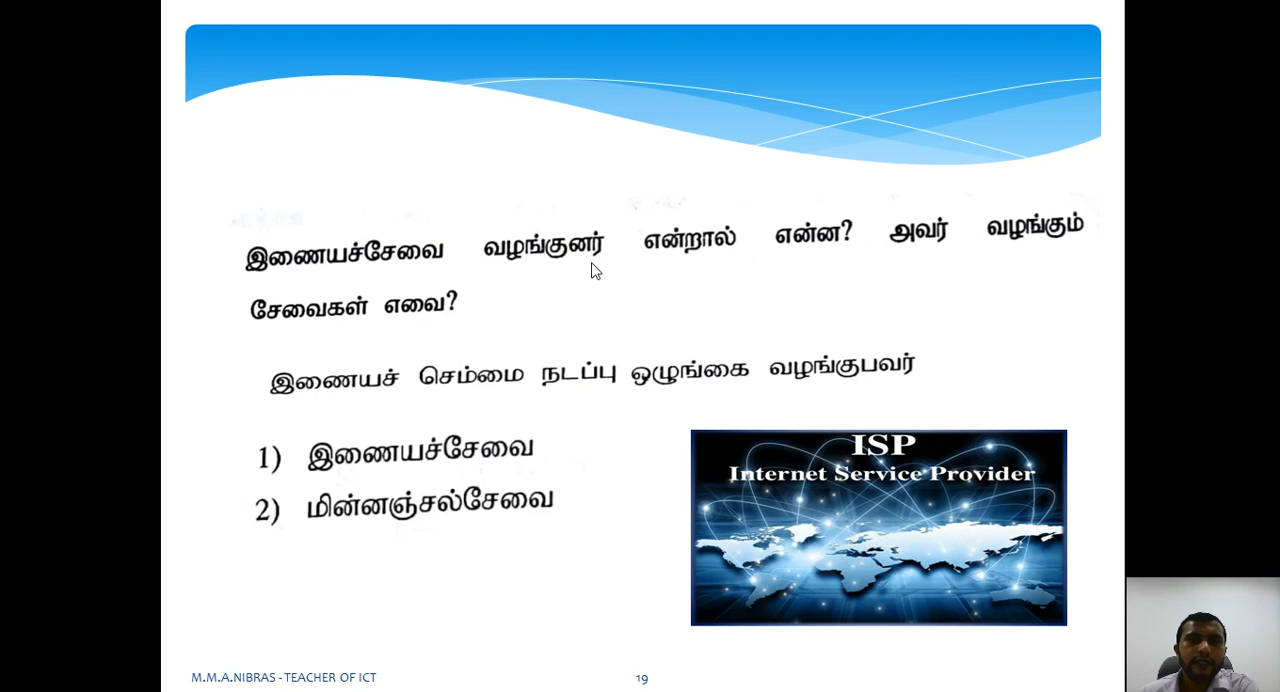 இணையச்சேவை வழங்குனர் என்றால் என்ன? அவர் வழங்கும்
சேவைகள் எவை?
இணையச் செம்மை நடப்பு ஒழுங்கை வழங்குபவர்
1) இணையச்சேவை
2) மின்னஞ்சல்சேவை
ISP
Internet Service Provider
M.M.A.NIBRAS - TEACHER OF ICT
19